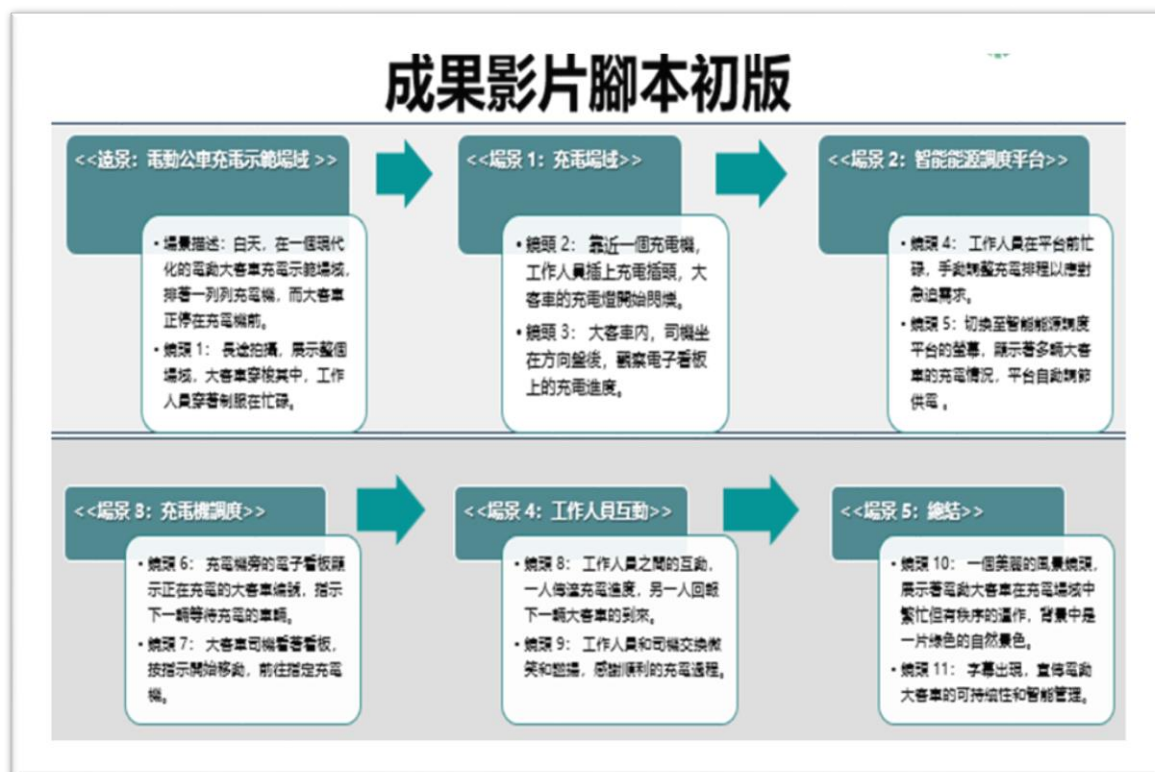 成果影片腳本初版
<<遠景：電動公車充電示範場域 >>
• 場景描述：白天，在一個現代
化的電動大客車充電示範場域，
排著一列列充電機，而大客車
正停在充電機前。
• 鏡頭 1： 長途拍攝，展示整個
場域，大客車穿梭其中，工作
人員穿著制服在忙碌。
<<場景 1：充電場域>>
• 鏡頭 2： 靠近一個充電機，
工作人員插上充電插頭，大
客車的充電燈開始閃爍。
• 鏡頭 3： 大客車內，司機坐
在方向盤後，觀察電子看板
上的充電進度。
<<場景 2：智能能源調度平台>>
• 鏡頭 4： 工作人員在平台前忙
碌，手動調整充電排程以應對
急迫需求。
• 鏡頭 5： 切換至智能能源調度
平台的螢幕，顯示著多輛大客
車的充電情況，平台自動調節
供電 。
<<場景 3：充電機調度>>
• 鏡頭 6： 充電機旁的電子看板顯
示正在充電的大客車編號，指示
下一輛等待充電的車輛。
• 鏡頭 7： 大客車司機看著看板，
按指示開始移動，前往指定充電
機。
<<場景 4：工作人員互動>>
• 鏡頭 8： 工作人員之間的互動，
一人傳遞充電進度，另一人回報
下一輛大客車的到來。
• 鏡頭 9： 工作人員和司機交換微
笑和讚揚，感謝順利的充電過程。
<<場景 5：總結>>
• 鏡頭 10： 一個美麗的風景鏡頭，
展示著電動大客車在充電場域中
繁忙但有秩序的運作，背景中是
一片綠色的自然景色。
• 鏡頭 11： 字幕出現，宣傳電動
大客車的可持續性和智能管理。